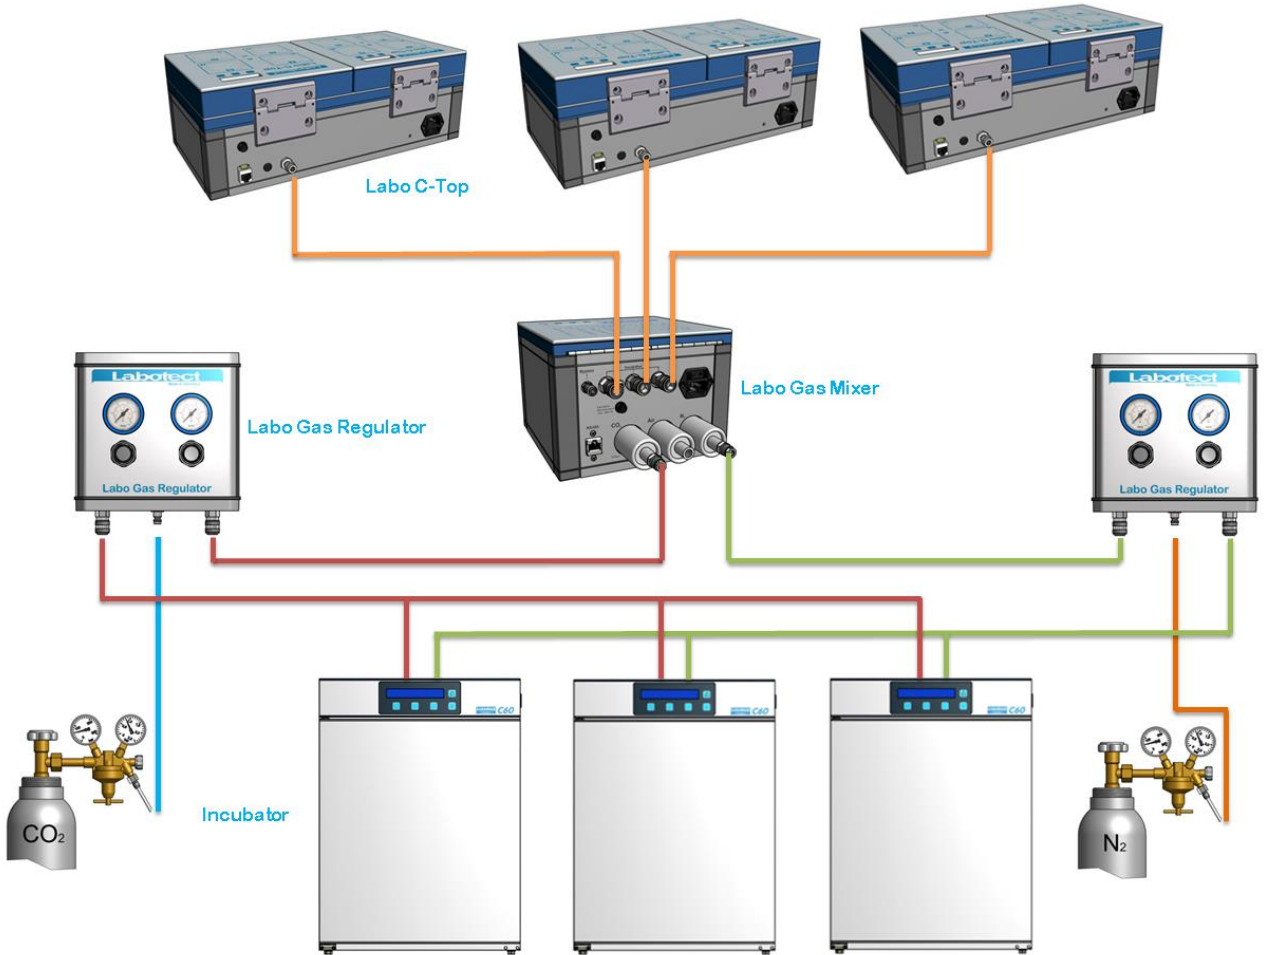 Labo C-Top
Labo Gas Mixer
CO
Air
N
Labotect
Labo Gas Regulator
Labo Gas Regulator
Labotect
Labo Gas Regulator
C60
C60
C60
Incubator
CO₂
N₂